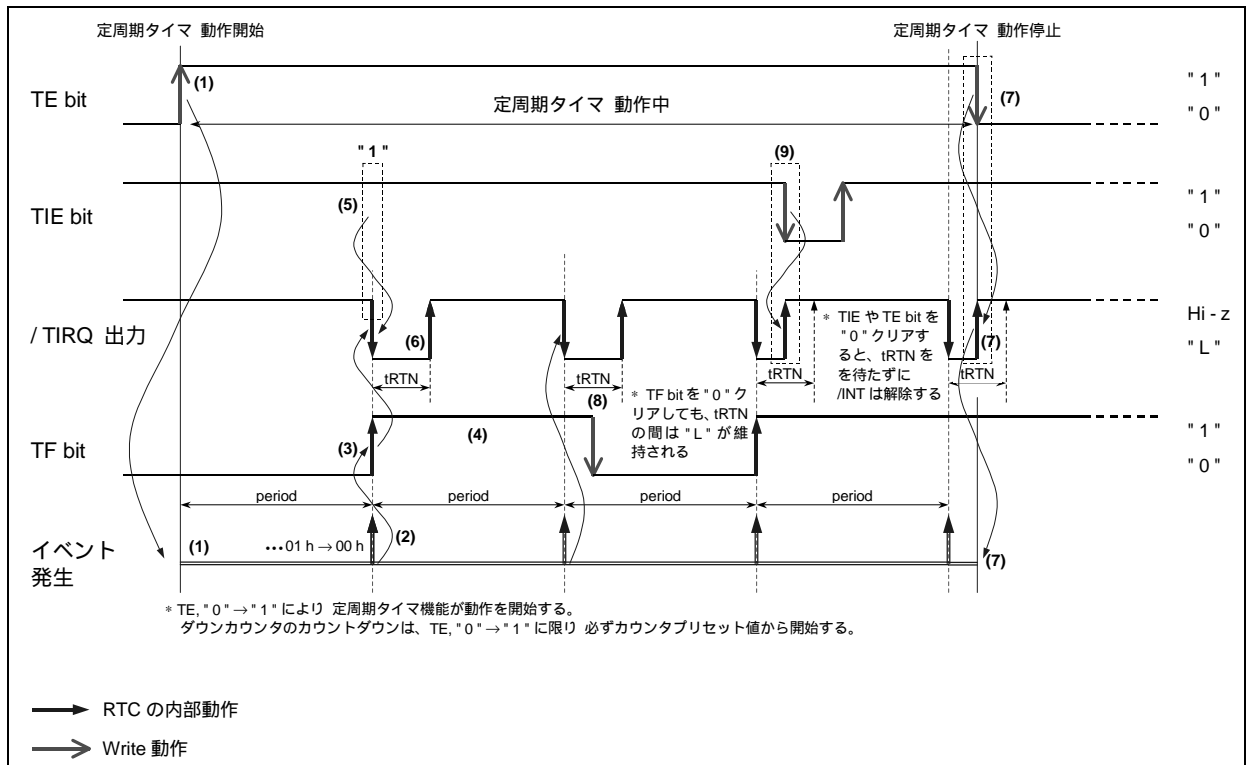 定周期タイマ 動作開始
定周期タイマ 動作停止
TE bit
(1)
定周期タイマ 動作中
(7)
" 1 "
" 0 "
" 1 "
(9)
TIE bit
(5)
" 1 "
" 0 "
/ TIRQ 出力
(6)
tRTN
tRTN
tRTN
* TIE や TE bit を
" 0 " クリアす
ると、tRTN を
を待たずに
/INT は解除する
(7)
tRTN
Hi - z
" L "
TF bit
(3)
(4)
(8)
* TF bit を " 0 " ク
リアしても、tRTN
の間は " L " が維
持される
" 1 "
" 0 "
period
period
period
period
イベント
発生
(1)
•••01 h → 00 h
(2)
(7)
* TE, " 0 " → " 1 " により 定周期タイマ機能が動作を開始する。
ダウンカウンタのカウントダウンは、TE, " 0 " → " 1 " に限り 必ずカウンタプリセット値から開始する。
RTC の内部動作
Write 動作